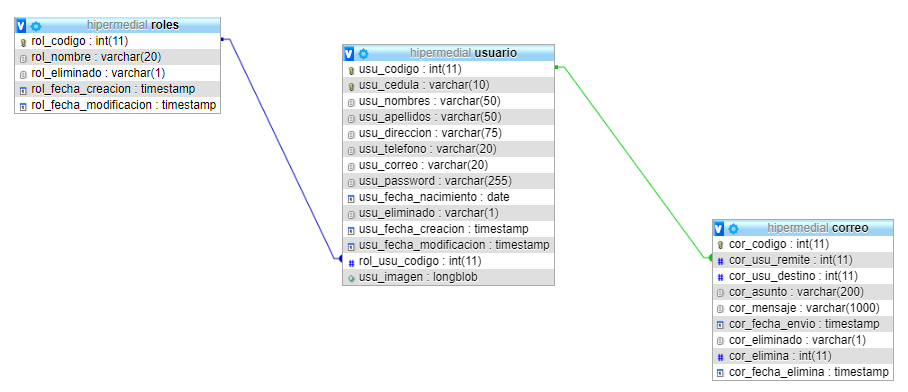 hipermedial roles
rol_codigo : int(11)
rol_nombre : varchar(20)
rol_eliminado : varchar(1)
rol_fecha_creacion : timestamp
rol_fecha_modificacion : timestamp
hipermedial usuario
usu_codigo : int(11)
usu_cedula : varchar(10)
usu_nombres : varchar(50)
usu_apellidos : varchar(50)
usu_direccion : varchar(75)
usu_telefono : varchar(20)
usu_correo : varchar(20)
usu_password : varchar(255)
usu_fecha_nacimiento : date
usu_eliminado : varchar(1)
usu_fecha_creacion : timestamp
usu_fecha_modificacion : timestamp
rol_usu_codigo : int(11)
usu_imagen : longblob
hipermedial correo
cor_codigo : int(11)
cor_usu_remite : int(11)
cor_usu_destino : int(11)
cor_asunto : varchar(200)
cor_mensaje : varchar(1000)
cor_fecha_envio : timestamp
cor_eliminado : varchar(1)
cor_elimina : int(11)
cor_fecha_elimina : timestamp